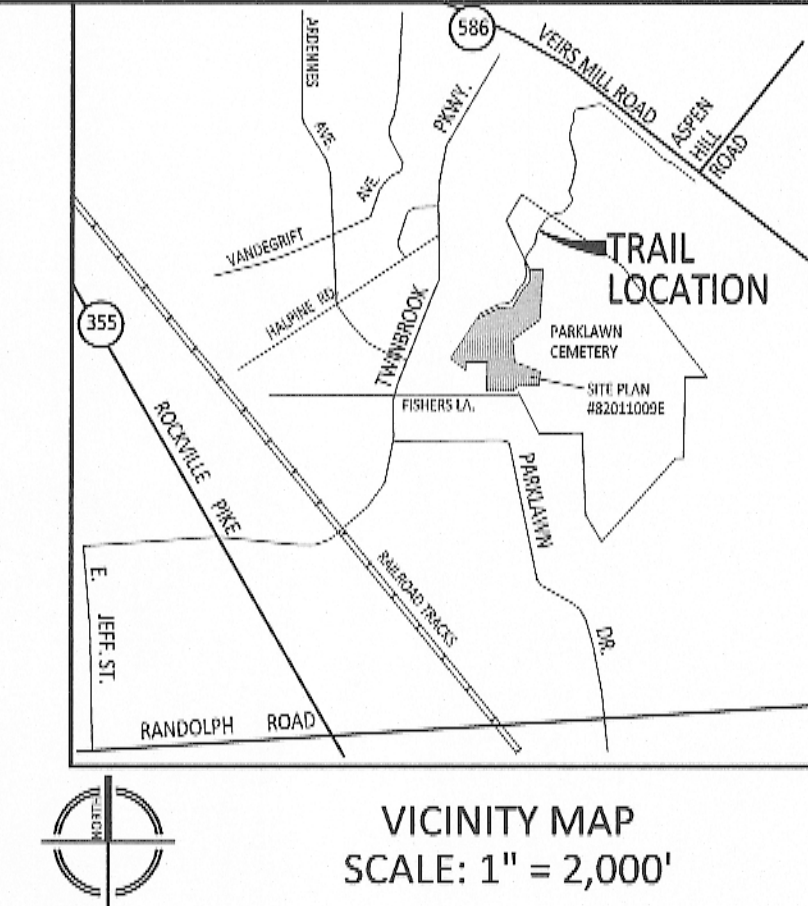 586
VEIRS MILL ROAD
ARDENNES
AVE.
PKWY.
ASPEN
HILL
ROAD
AVE.
VANDEGRIFT
TRAIL
LOCATION
HALPINE RD.
355
TWINBROOK
PARKLAWN
CEMETERY
SITE PLAN
#82011009E
FISHERS LA.
ROCKVILLE
PIKE
PARKLAWN
RAILROAD TRACKS
E.
JEFF. ST.
DR.
RANDOLPH ROAD
VICINITY MAP
SCALE: 1" = 2,000'